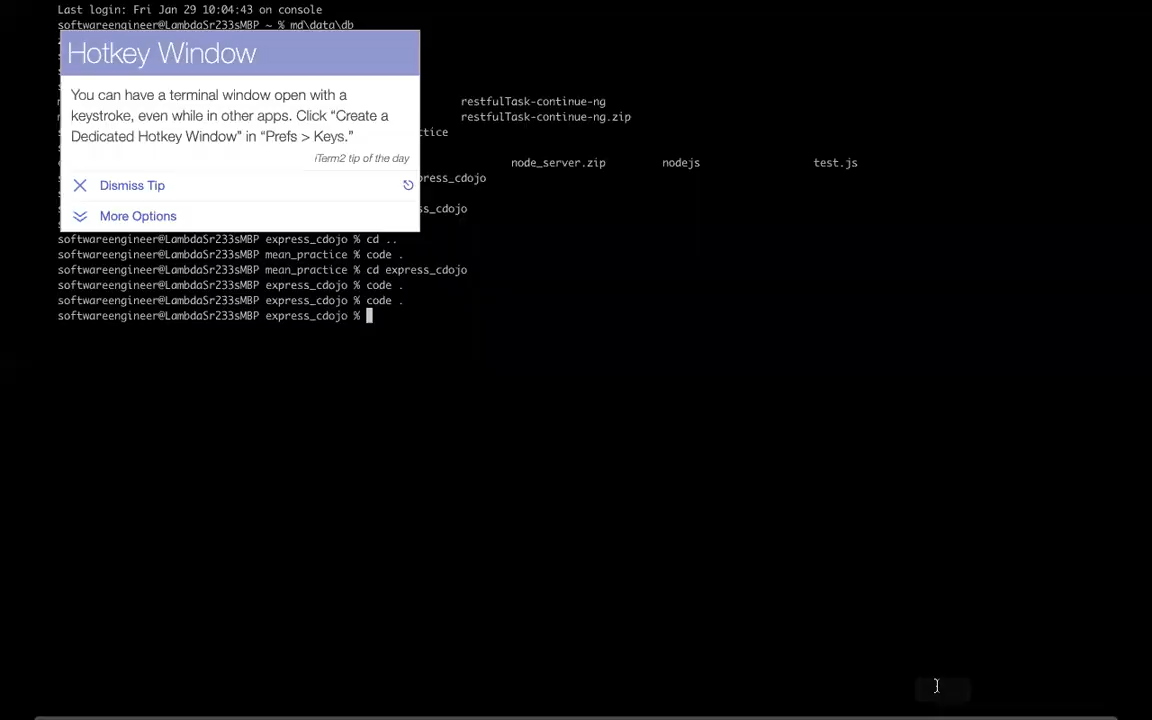 Last login: Fri Jan 29 10:04:43 on console
softwareengineer@LambdaSr233sMBP ~ % md\data\db
Hotkey Window
You can have a terminal window open with a
keystroke, even while in other apps. Click “Create a
Dedicated Hotkey Window” in “Prefs > Keys.”
iTerm2 tip of the day
Dismiss Tip
More Options
restfulTask-continue-ng
restfulTask-continue-ng.zip
node_server.zip nodejs test.js
softwareengineer@LambdaSr233sMBP express_cdojo % cd ..
softwareengineer@LambdaSr233sMBP mean_practice % code .
softwareengineer@LambdaSr233sMBP mean_practice % cd express_cdojo
softwareengineer@LambdaSr233sMBP express_cdojo % code .
softwareengineer@LambdaSr233sMBP express_cdojo % code .
softwareengineer@LambdaSr233sMBP express_cdojo %